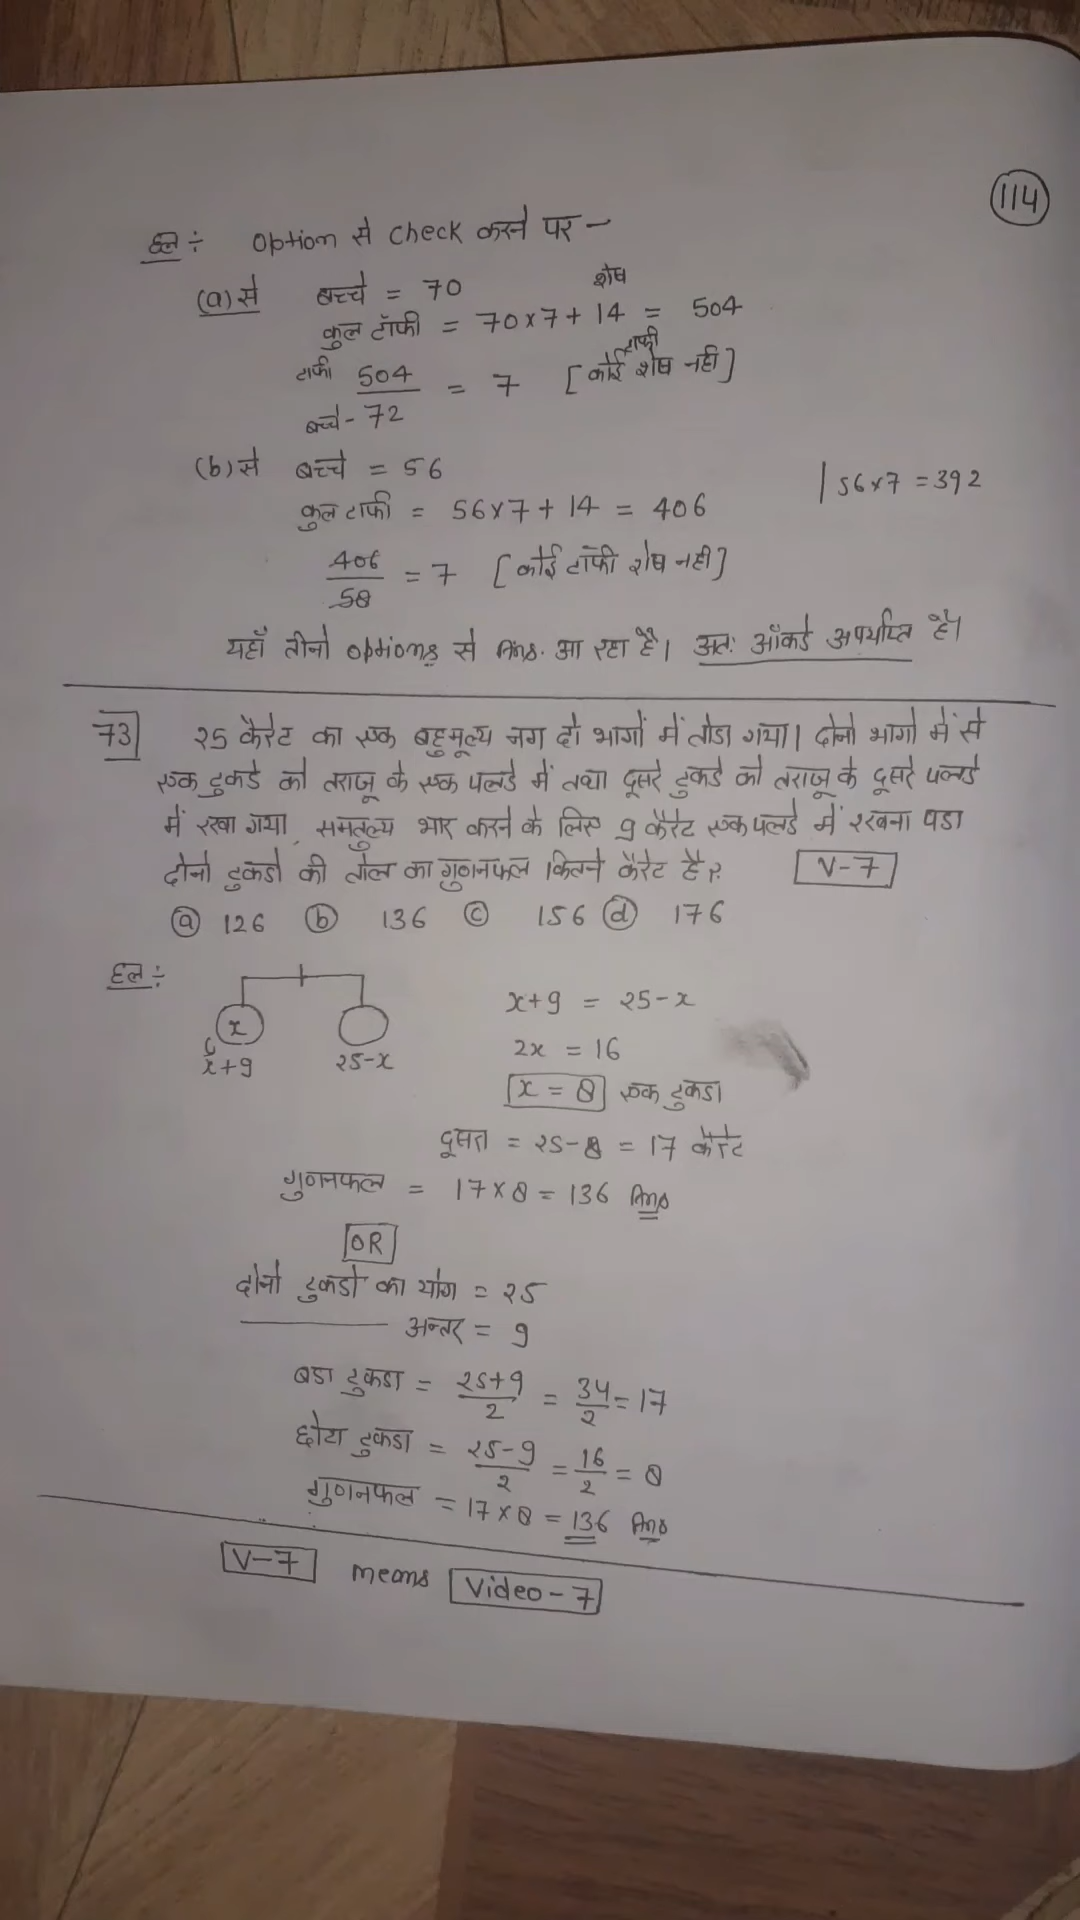 114
हल ÷ option से check करने पर –
(a) से बच्चे = 70
शेष
कुल टॉफी = 70×7+14 = 504
टाफी 504/72 = 7 [कोई टाफी शेष नही]
बच्चे-
(b) से बच्चे = 56
| 56×7 = 392
कुल टाफी = 56×7+14 = 406
406/58 = 7 [कोई टॉफी शेष नही]
यहाँ तीनो options से Ans. आ रहा है। अतः आँकडे अपर्याप्त है।
73] 25 कैरेट का एक बहुमूल्य नग दो भागों में तोडा गया। दोनो भागो में से
एक टुकडे को तराजू के एक पलडे में तथा दूसरे टुकडे को तराजू के दूसरे पलडे
में रखा गया, समतुल्य भार करने के लिए 9 कैरेट एक पलडे में रखना पडा
दोनो टुकडो की तोल का गुणनफल कितने कैरेट है? V-7
(a) 126 (b) 136 (c) 156 (d) 176
हल ÷
x
x+9 25-x
x+9 = 25-x
2x = 16
x = 8 एक टुकडा
दूसरा = 25-8 = 17 कैरेट
गुणनफल = 17×8 = 136 Ans
OR
दोनो टुकडो का योग = 25
——— अन्तर = 9
बडा टुकडा = 25+9/2 = 34/2 = 17
छोटा टुकडा = 25-9/2 = 16/2 = 8
गुणनफल = 17×8 = 136 Ans
V-7 means Video-7